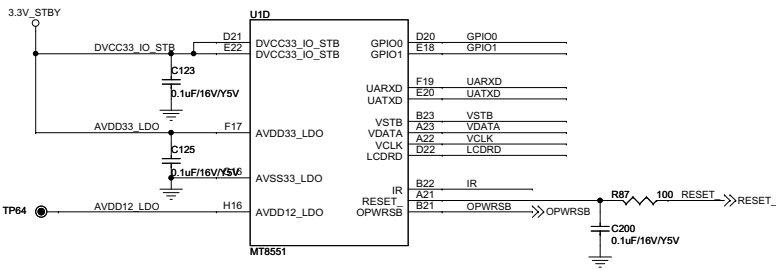 3.3V_STBY
U1D
D21
DVCC33_IO_STB
DVCC33_IO_STB
E22
DVCC33_IO_STB
C123
0.1uF/16V/Y5V
AVDD33_LDO
F17
AVDD33_LDO
C125
0.1uF/16V/Y5V
AVSS33_LDO
TP64
AVDD12_LDO
H16
AVDD12_LDO
MT8551
GPIO0
D20
GPIO0
GPIO1
E18
GPIO1
UARXD
F19
UARXD
UATXD
E20
UATXD
VSTB
B23
VSTB
VDATA
A23
VDATA
VCLK
A22
VCLK
LCDRD
D22
LCDRD
IR
B22
IR
RESET_
A21
OPWRSB
B21
OPWRSB
OPWRSB
R87
100
RESET_
RESET_
C200
0.1uF/16V/Y5V